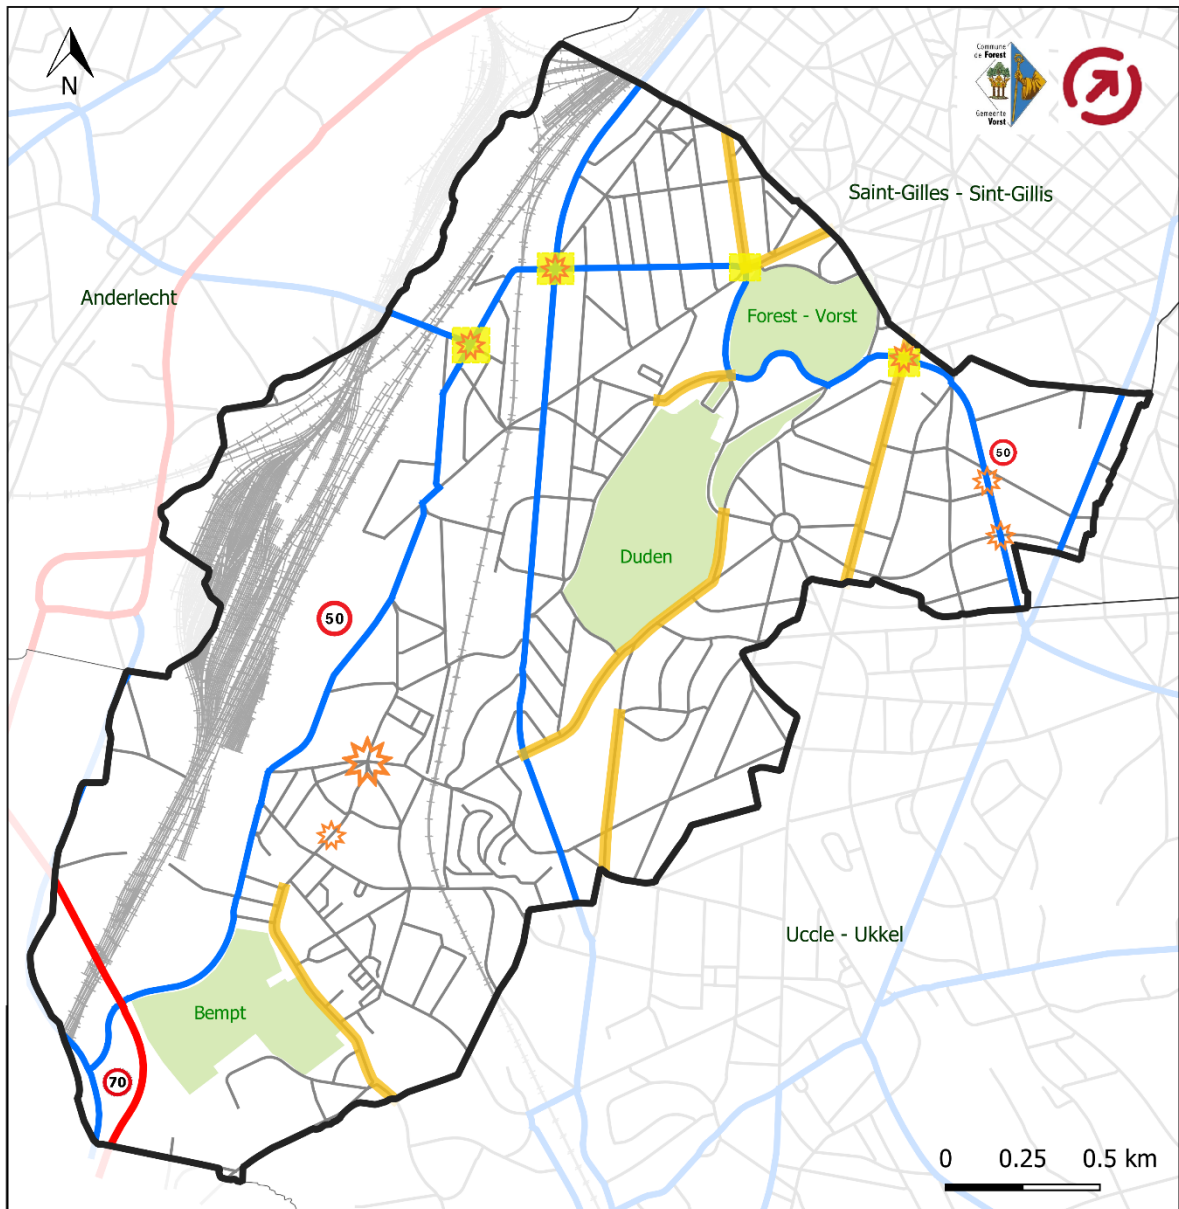 N
Commune
de Forest
Gemeente
Vorst
Saint-Gilles - Sint-Gillis
Anderlecht
Forest - Vorst
50
Duden
50
Uccle - Ukkel
Bempt
70
0 0.25 0.5 km